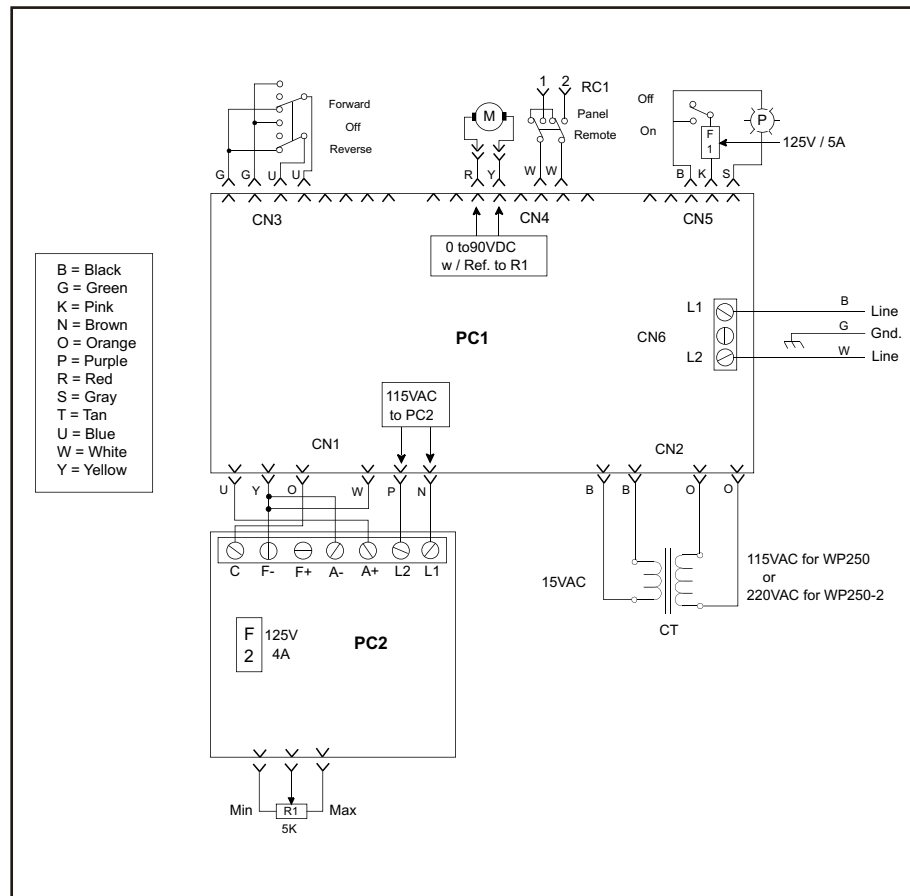 1 2 RC1
Forward
Off
Reverse
M
Panel
Remote
Off
On
F
1
P
125V / 5A
G G U U
R Y W W
B K S
CN3
CN4
CN5
0 to90VDC
w / Ref. to R1
B = Black
G = Green
K = Pink
N = Brown
O = Orange
P = Purple
R = Red
S = Gray
T = Tan
U = Blue
W = White
Y = Yellow
PC1
L1
CN6
L2
B Line
G Gnd.
W Line
115VAC
to PC2
CN1
CN2
U Y O W P N
B B O O
C F- F+ A- A+ L2 L1
F
2
125V
4A
PC2
15VAC
CT
115VAC for WP250
or
220VAC for WP250-2
Min R1 Max
5K